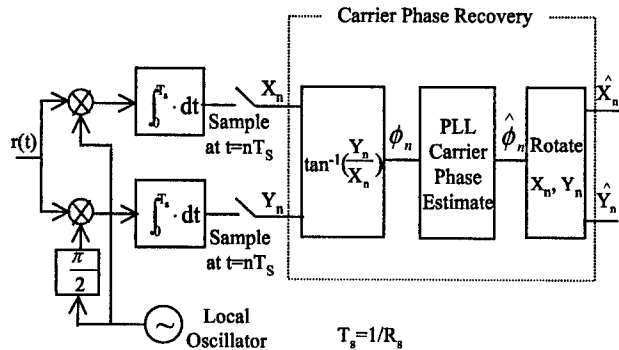 Carrier Phase Recovery
∫₀^Tₛ · dt
Xₙ
X̂ₙ
Sample
at t=nTₛ
r(t)
tan⁻¹(Yₙ/Xₙ)
ϕₙ
PLL
Carrier
Phase
Estimate
ϕ̂ₙ
Rotate
Xₙ, Yₙ
∫₀^Tₛ · dt
Yₙ
Ŷₙ
Sample
at t=nTₛ
π/2
~
Local
Oscillator
Tₛ=1/Rₛ